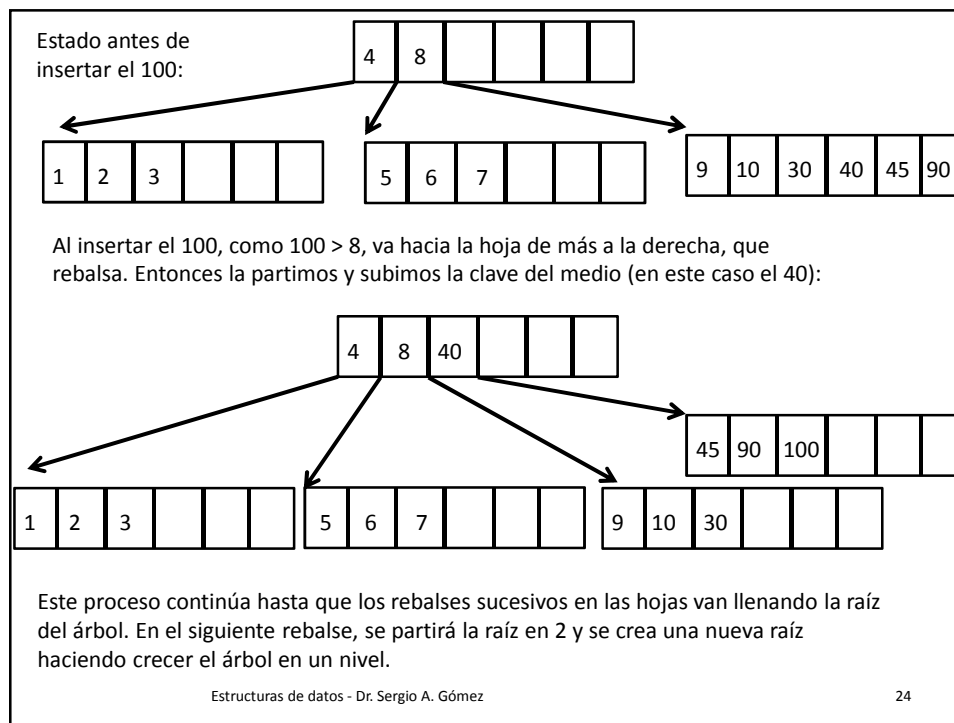 Estado antes de
insertar el 100:
4 8
1 2 3
5 6 7
9 10 30 40 45 90
Al insertar el 100, como 100 > 8, va hacia la hoja de más a la derecha, que
rebalsa. Entonces la partimos y subimos la clave del medio (en este caso el 40):
4 8 40
45 90 100
1 2 3
5 6 7
9 10 30
Este proceso continúa hasta que los rebalses sucesivos en las hojas van llenando la raíz
del árbol. En el siguiente rebalse, se partirá la raíz en 2 y se crea una nueva raíz
haciendo crecer el árbol en un nivel.
Estructuras de datos - Dr. Sergio A. Gómez 24